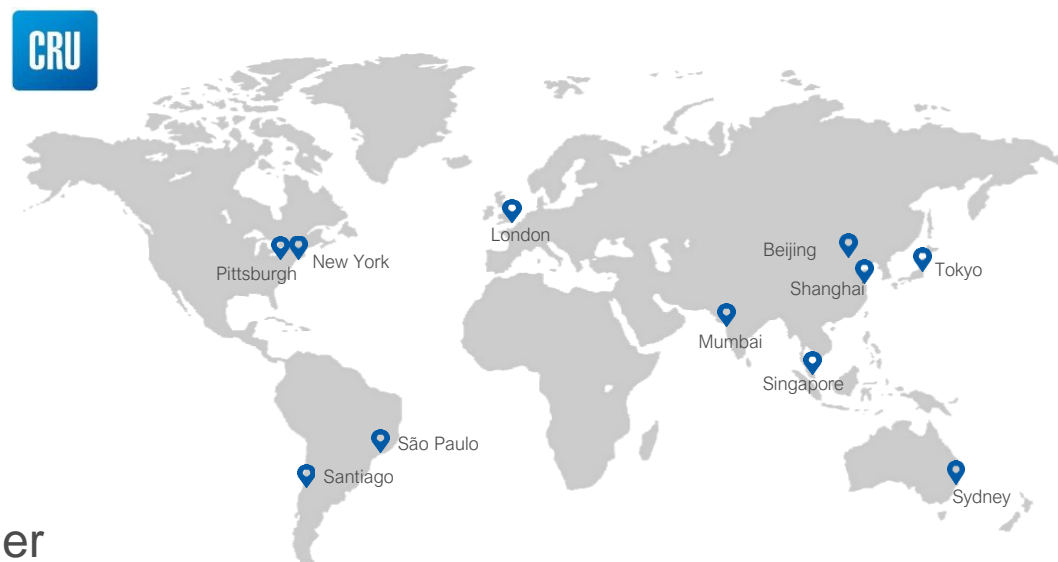 CRU
London
New York
Pittsburgh
Beijing
Tokyo
Shanghai
Mumbai
Singapore
São Paulo
Santiago
Sydney
er